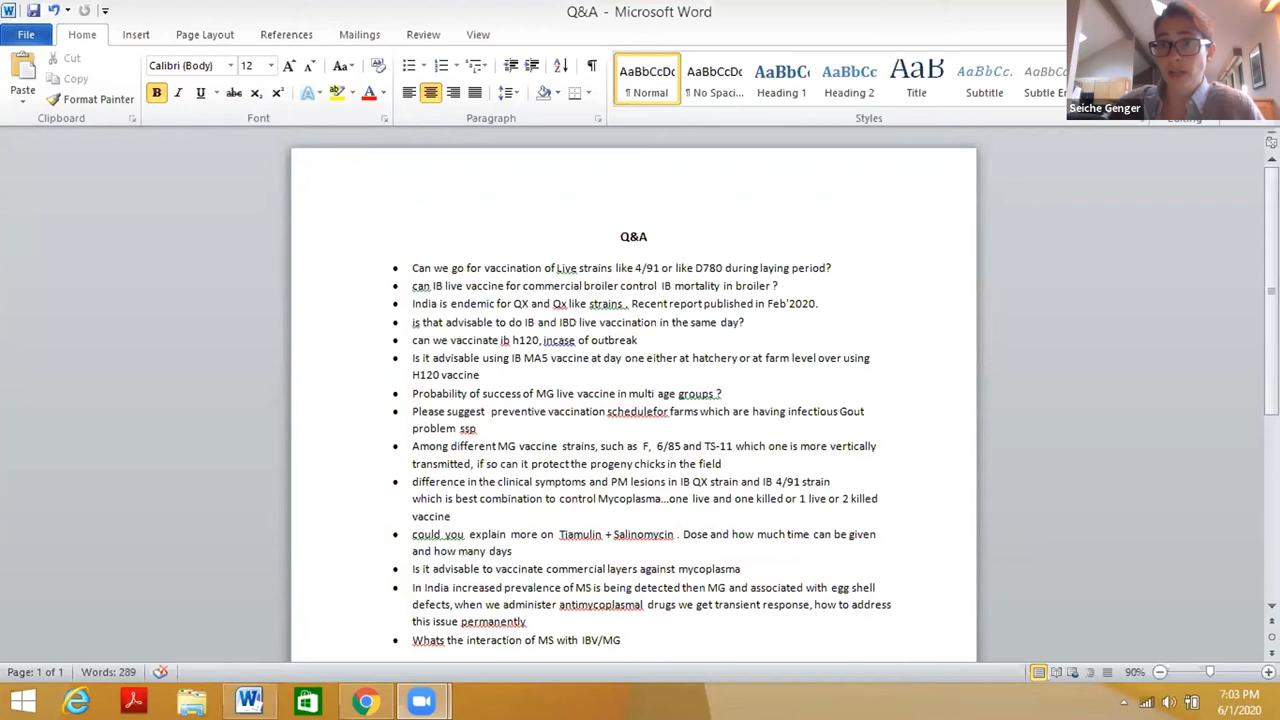 Q&A - Microsoft Word
File Home Insert Page Layout References Mailings Review View
Paste
Cut
Copy
Format Painter
Clipboard
Calibri (Body) 12
Font
Paragraph
AaBbCcDc AaBbCcDc AaBbC AaBbCc AaB AaBbCc. AaBbCc
¶ Normal ¶ No Spaci... Heading 1 Heading 2 Title Subtitle Subtle Em
Styles
Editing
Seiche Genger
Q&A
• Can we go for vaccination of Live strains like 4/91 or like D780 during laying period?
• can IB live vaccine for commercial broiler control IB mortality in broiler ?
• India is endemic for QX and Qx like strains . Recent report published in Feb'2020.
• is that advisable to do IB and IBD live vaccination in the same day?
• can we vaccinate ib h120, incase of outbreak
• Is it advisable using IB MA5 vaccine at day one either at hatchery or at farm level over using
H120 vaccine
• Probability of success of MG live vaccine in multi age groups ?
• Please suggest preventive vaccination schedulefor farms which are having infectious Gout
problem ssp
• Among different MG vaccine strains, such as F, 6/85 and TS-11 which one is more vertically
transmitted, if so can it protect the progeny chicks in the field
• difference in the clinical symptoms and PM lesions in IB QX strain and IB 4/91 strain
which is best combination to control Mycoplasma...one live and one killed or 1 live or 2 killed
vaccine
• could you explain more on Tiamulin + Salinomycin . Dose and how much time can be given
and how many days
• Is it advisable to vaccinate commercial layers against mycoplasma
• In India increased prevalence of MS is being detected then MG and associated with egg shell
defects, when we administer antimycoplasmal drugs we get transient response, how to address
this issue permanently
• Whats the interaction of MS with IBV/MG
Page: 1 of 1 Words: 289 90%
7:03 PM
6/1/2020